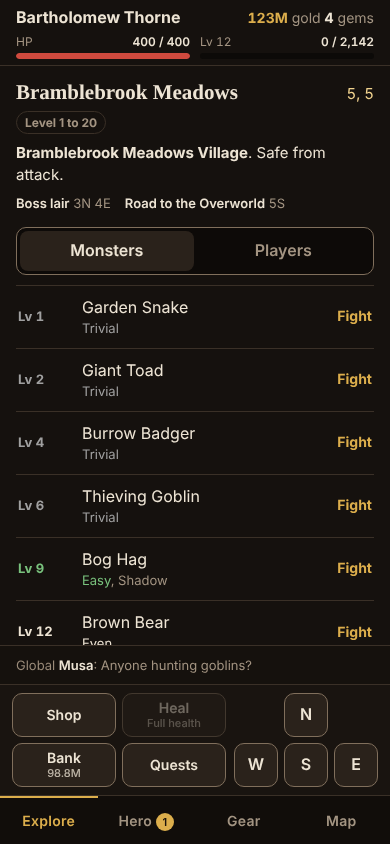 Bartholomew Thorne 123M gold 4 gems
HP 400 / 400 Lv 12 0 / 2,142
Bramblebrook Meadows 5, 5
Level 1 to 20
Bramblebrook Meadows Village. Safe from
attack.
Boss lair 3N 4E Road to the Overworld 5S
Monsters Players
Lv 1 Garden Snake Fight
Trivial
Lv 2 Giant Toad Fight
Trivial
Lv 4 Burrow Badger Fight
Trivial
Lv 6 Thieving Goblin Fight
Trivial
Lv 9 Bog Hag Fight
Easy, Shadow
Lv 12 Brown Bear Fight
Even
Global Musa: Anyone hunting goblins?
Shop Heal N
Full health
Bank Quests W S E
98.8M
Explore Hero 1 Gear Map